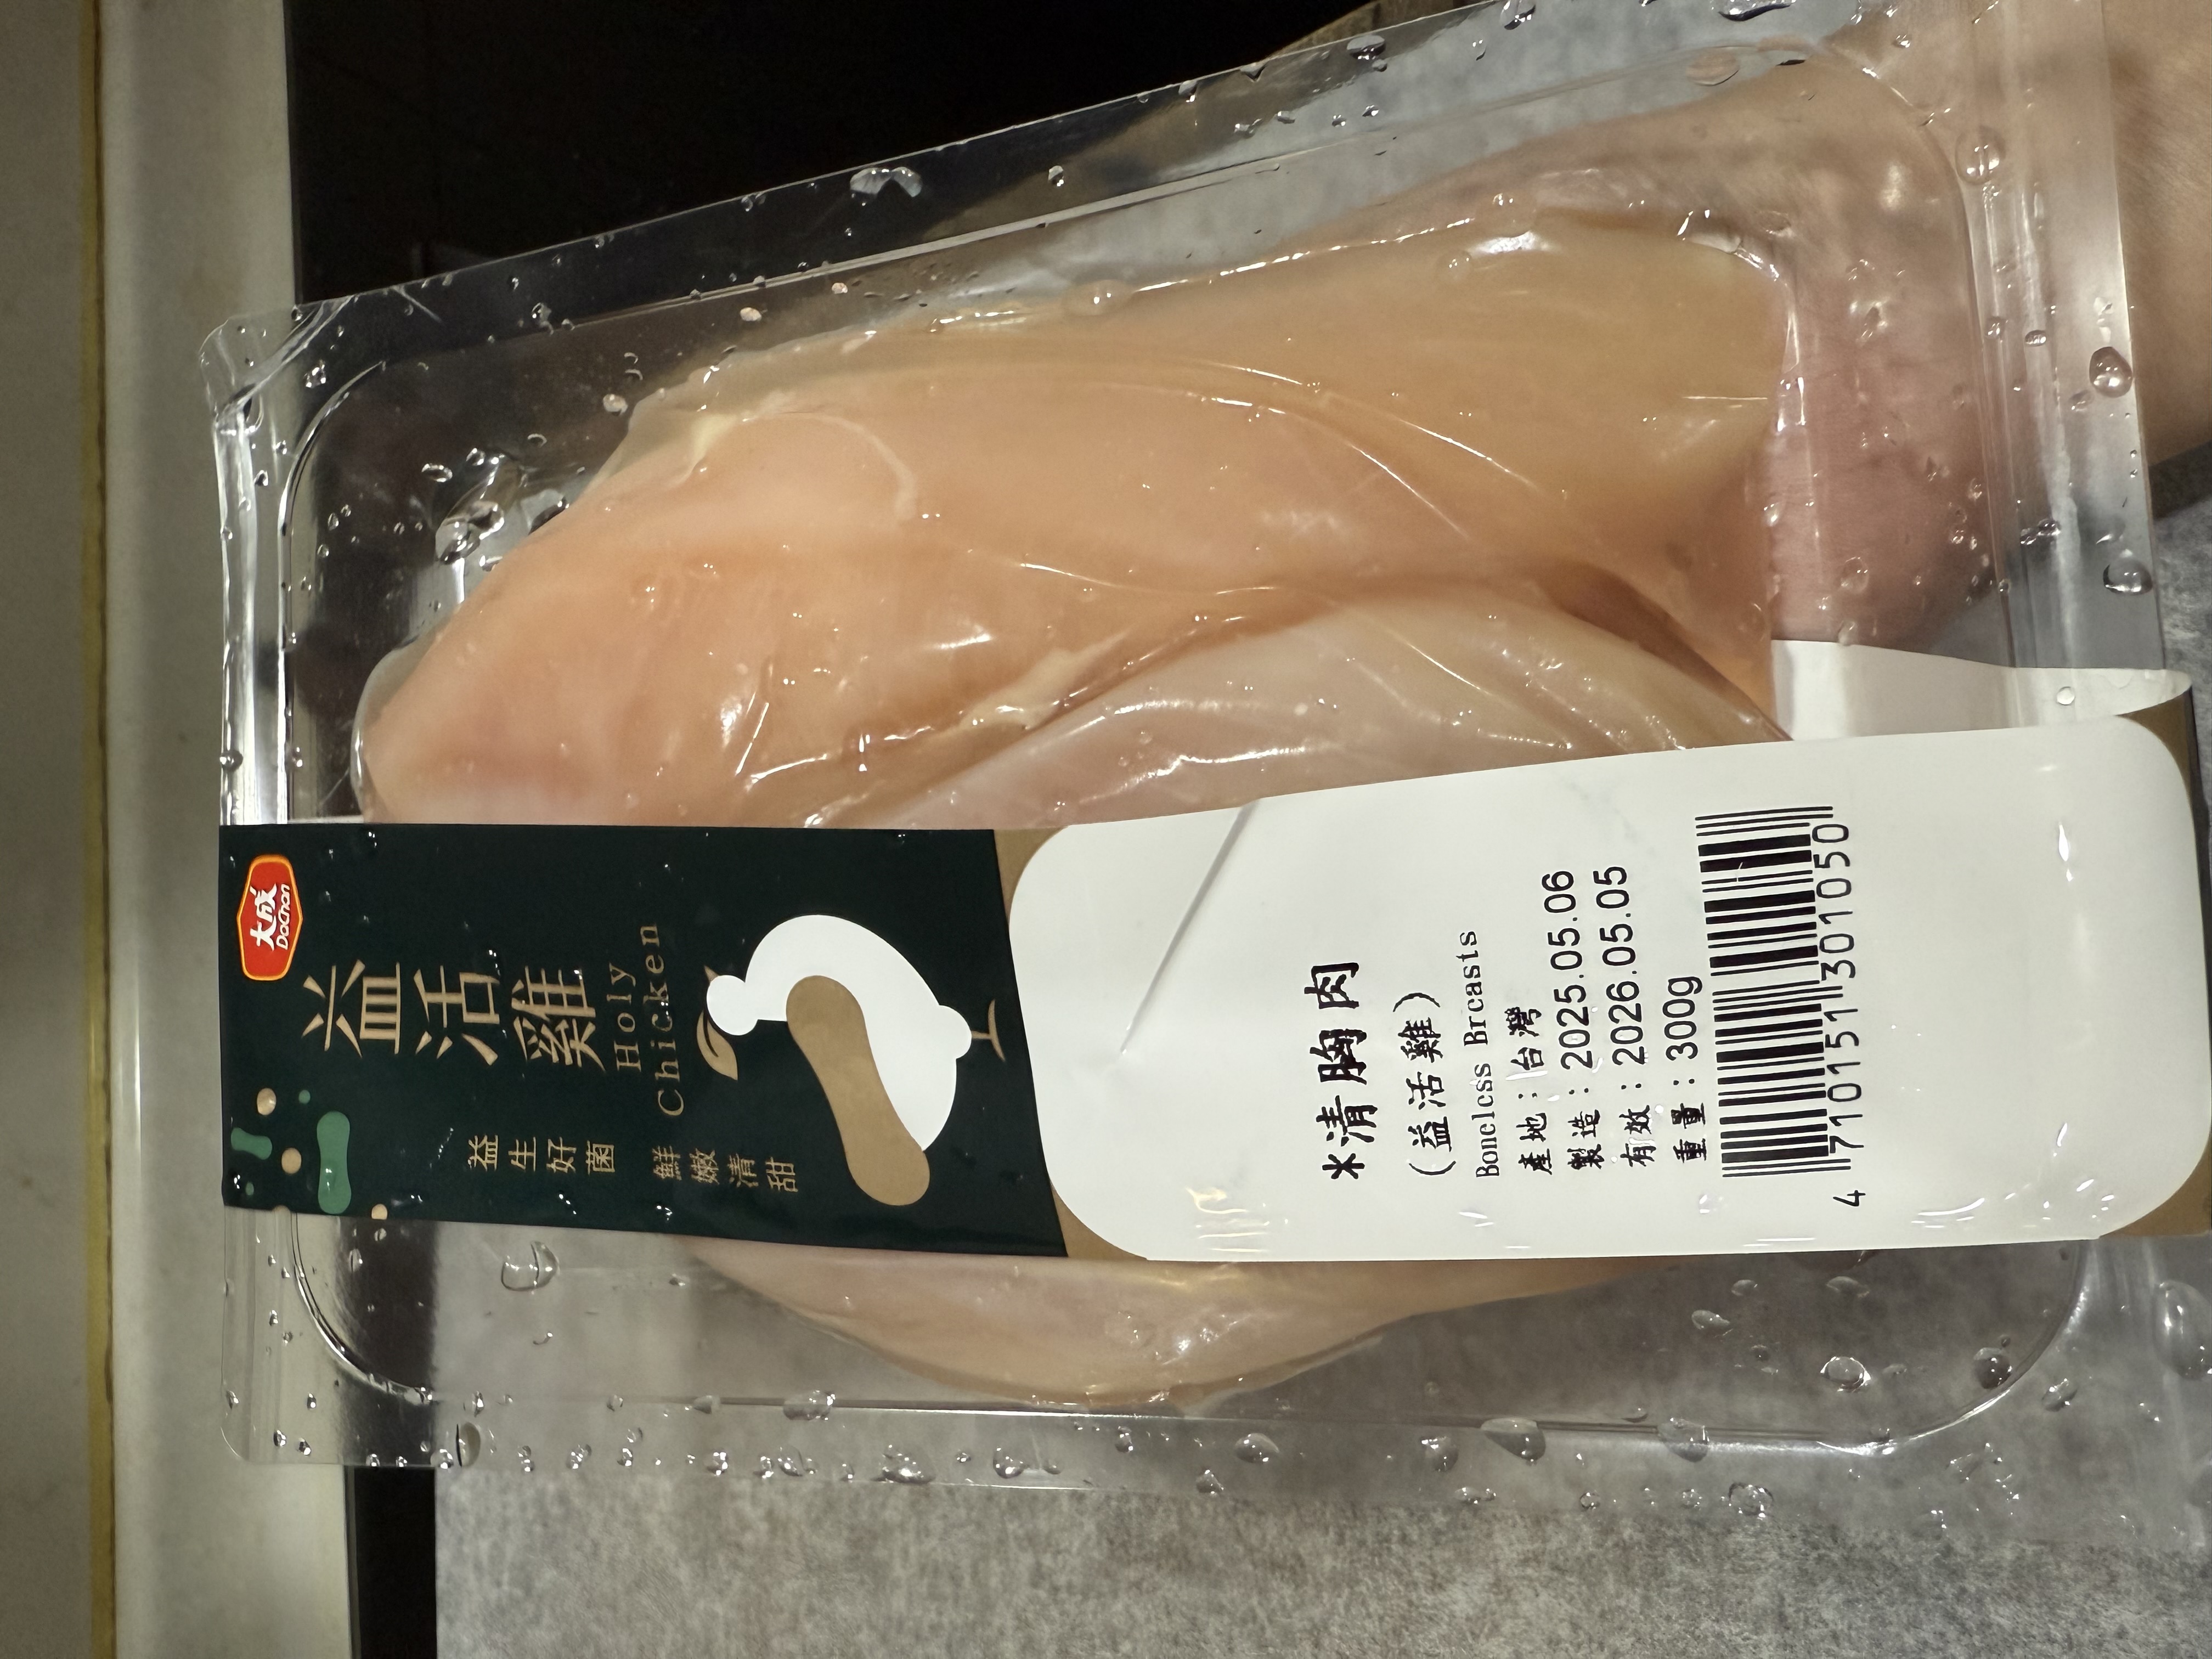 大成
DaChan
益活雞
Holy
Chicken
益生好菌
鮮嫩清甜
*清胸肉
(益活雞)
Boneless Breasts
產地:台灣
製造:2025.05.06
有效:2026.05.05
重量:300g
4710151301050